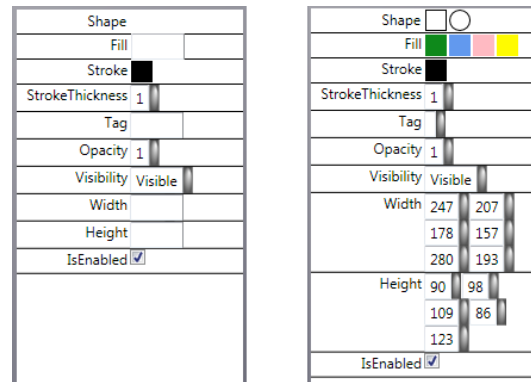 Shape
Fill
Stroke
StrokeThickness 1
Tag
Opacity 1
Visibility Visible
Width
Height
IsEnabled
Shape
Fill
Stroke
StrokeThickness 1
Tag
Opacity 1
Visibility Visible
Width 247 207
178 157
280 193
Height 90 98
109 86
123
IsEnabled